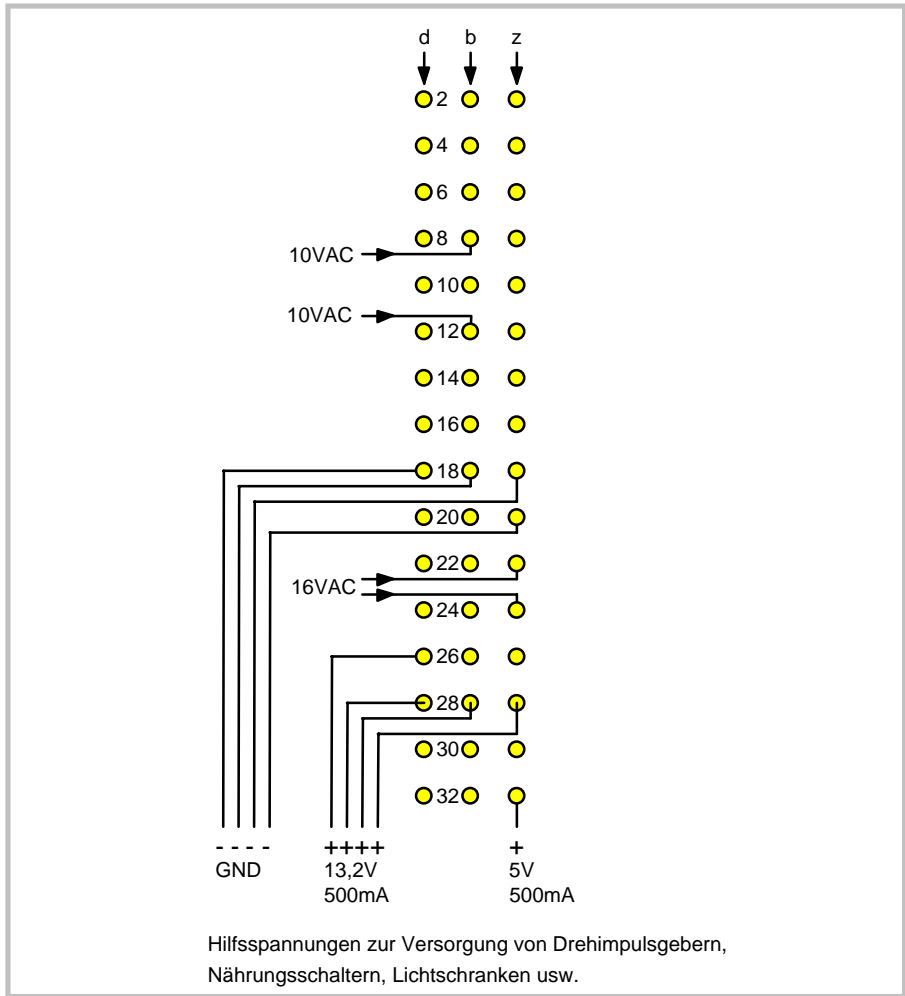 d b z
2
4
6
8
10VAC
10
10VAC
12
14
16
18
20
22
16VAC
24
26
28
30
32
- - - - ++++ +
GND 13,2V 5V
500mA 500mA
Hilfsspannungen zur Versorgung von Drehimpulsgebern,
Nährungsschaltern, Lichtschranken usw.